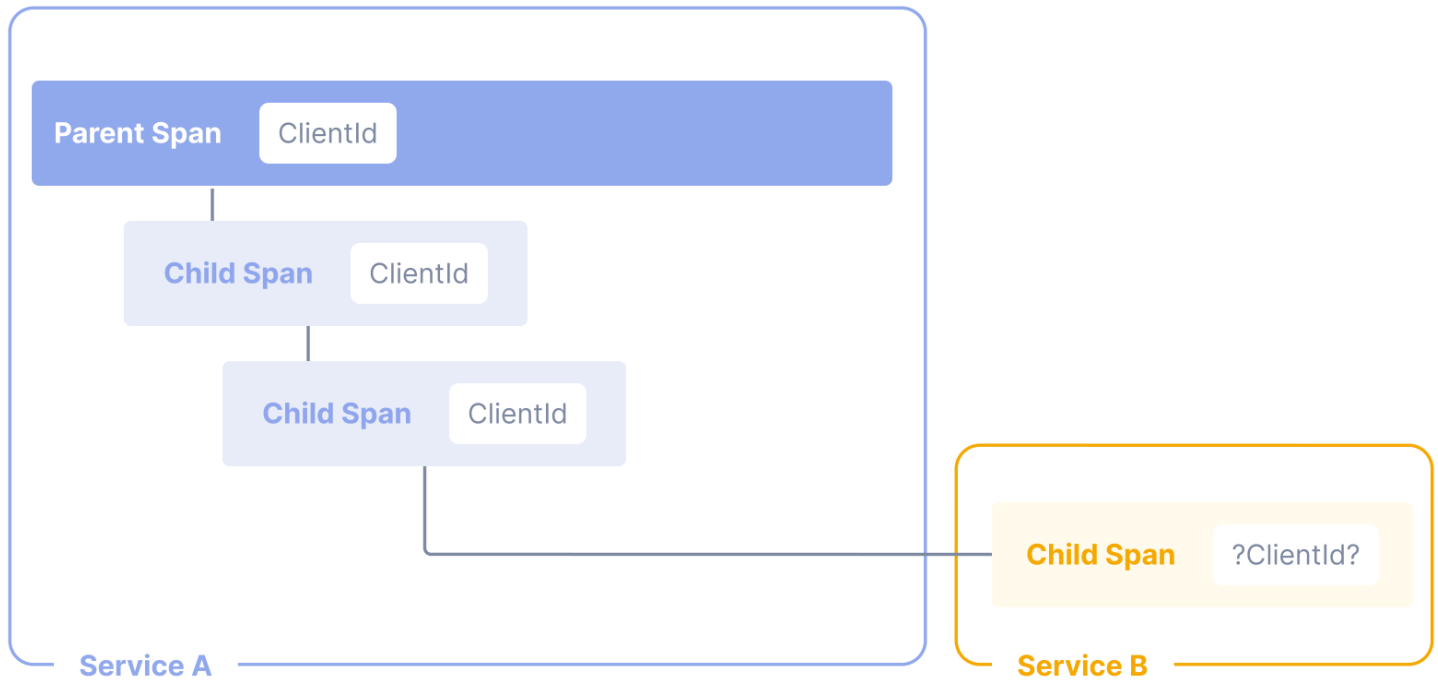 Parent Span ClientId
Child Span ClientId
Child Span ClientId
Child Span ?ClientId?
Service A Service B